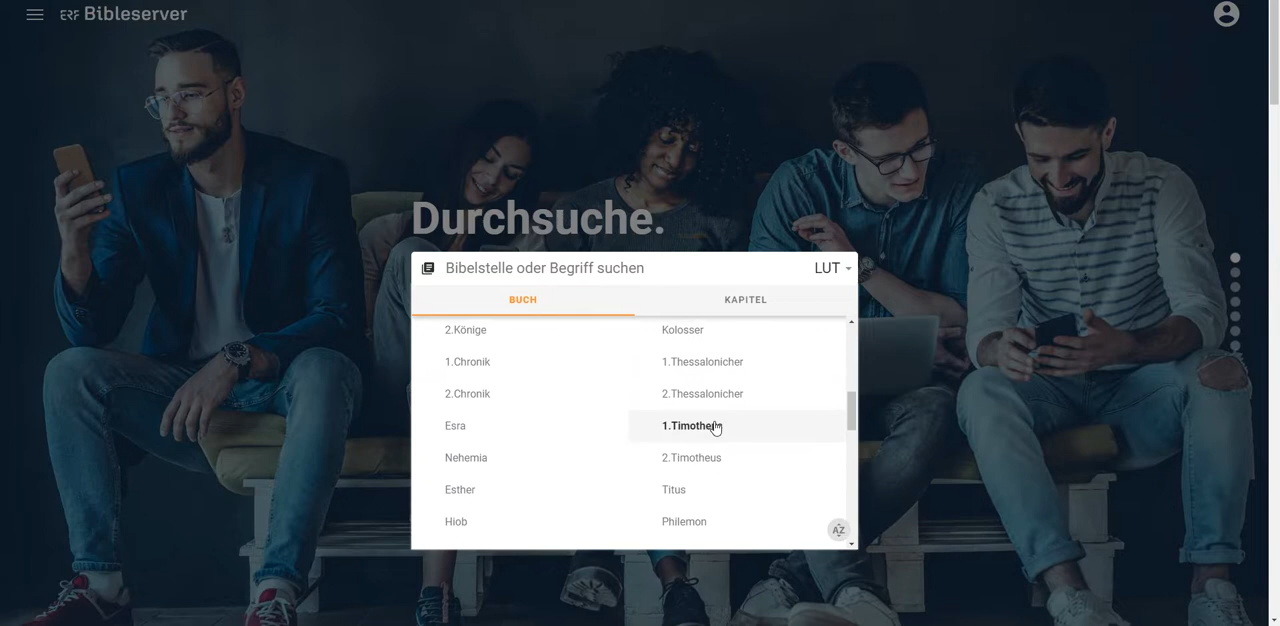 ERF Bibleserver
Durchsuche.
Bibelstelle oder Begriff suchen
LUT
BUCH
KAPITEL
2.Könige
Kolosser
1.Chronik
1.Thessalonicher
2.Chronik
2.Thessalonicher
Esra
1.Timotheus
Nehemia
2.Timotheus
Esther
Titus
Hiob
Philemon
AZ